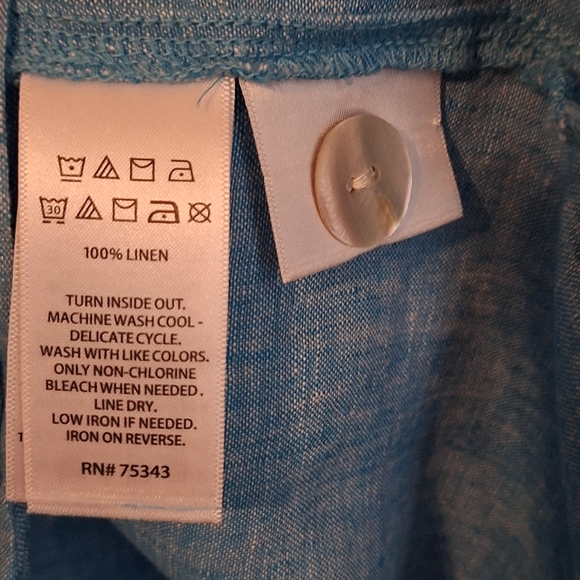 30
100% LINEN
TURN INSIDE OUT.
MACHINE WASH COOL -
DELICATE CYCLE.
WASH WITH LIKE COLORS.
ONLY NON-CHLORINE
BLEACH WHEN NEEDED.
LINE DRY.
LOW IRON IF NEEDED.
IRON ON REVERSE.
RN# 75343